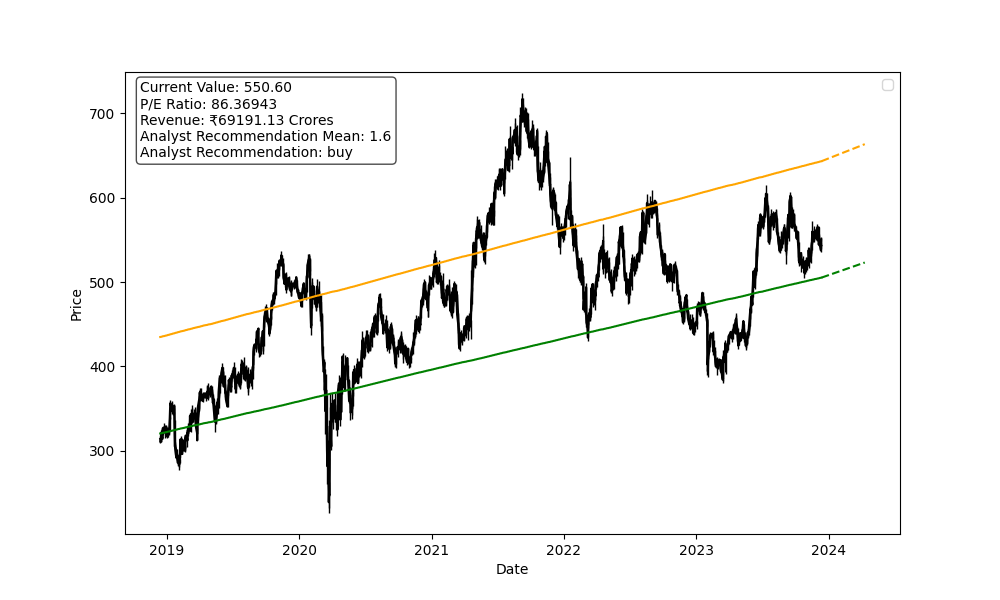 Current Value: 550.60
P/E Ratio: 86.36943
Revenue: ₹69191.13 Crores
Analyst Recommendation Mean: 1.6
Analyst Recommendation: buy
700
600
500
400
300
Price
2019 2020 2021 2022 2023 2024
Date